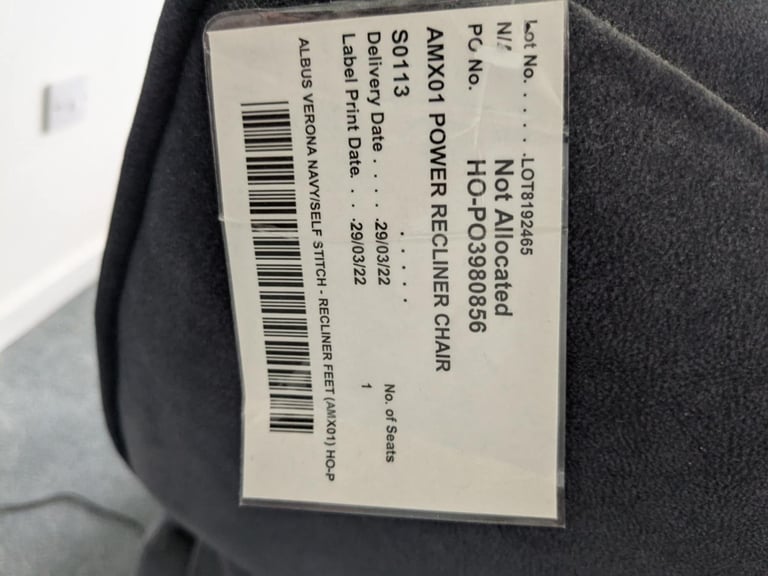 Lot No. . . . . . .LOT8192465
N/A Not Allocated
PO No. HO-PO3980856
AMX01 POWER RECLINER CHAIR
S0113 . . . . .
No. of Seats
Delivery Date . . . . .29/03/22 1
Label Print Date. . . .29/03/22
ALBUS VERONA NAVY/SELF STITCH - RECLINER FEET (AMX01) HO-P